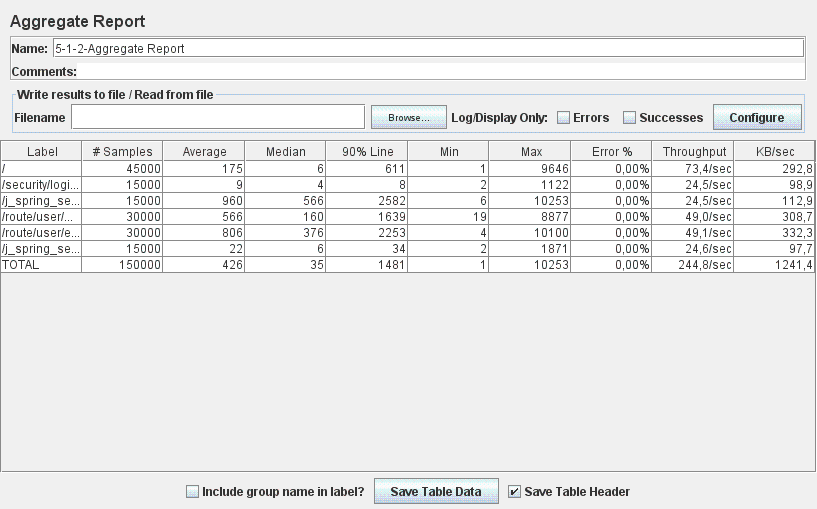 Aggregate Report
Name: 5-1-2-Aggregate Report
Comments:
Write results to file / Read from file
Filename Browse... Log/Display Only: Errors Successes Configure
Label # Samples Average Median 90% Line Min Max Error % Throughput KB/sec
/ 45000 175 6 611 1 9646 0,00% 73,4/sec 292,8
/security/logi... 15000 9 4 8 2 1122 0,00% 24,5/sec 98,9
/j_spring_se... 15000 960 566 2582 6 10253 0,00% 24,5/sec 112,9
/route/user/... 30000 566 160 1639 19 8877 0,00% 49,0/sec 308,7
/route/user/e... 30000 806 376 2253 4 10100 0,00% 49,1/sec 332,3
/j_spring_se... 15000 22 6 34 2 1871 0,00% 24,6/sec 97,7
TOTAL 150000 426 35 1481 1 10253 0,00% 244,8/sec 1241,4
Include group name in label? Save Table Data Save Table Header